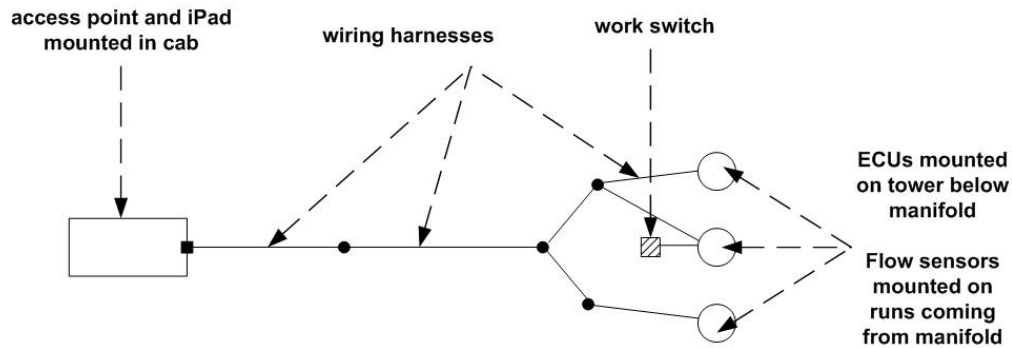 access point and iPad
mounted in cab
wiring harnesses
work switch
ECUs mounted
on tower below
manifold
Flow sensors
mounted on
runs coming
from manifold